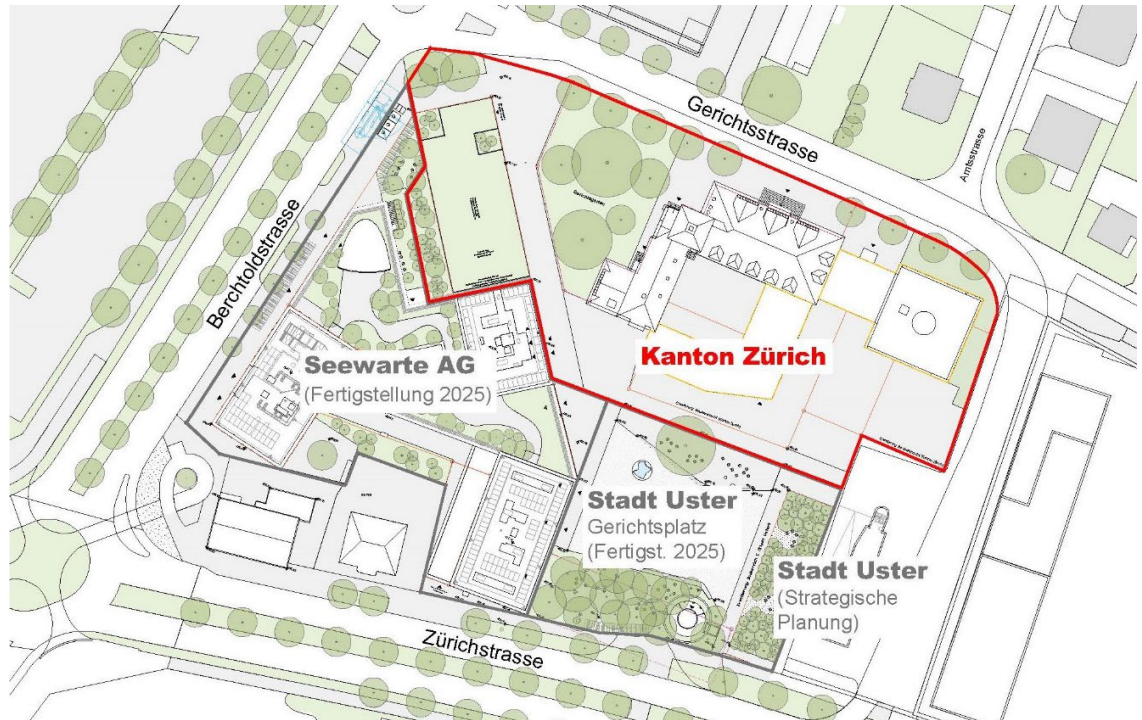 Gerichtsstrasse
Amtsstrasse
Berchtoldstrasse
Gerichtsgarten
Kanton Zürich
Seewarte AG
(Fertigstellung 2025)
Stadt Uster
Gerichtsplatz
(Fertigst. 2025)
Stadt Uster
(Strategische
Planung)
Zürichstrasse